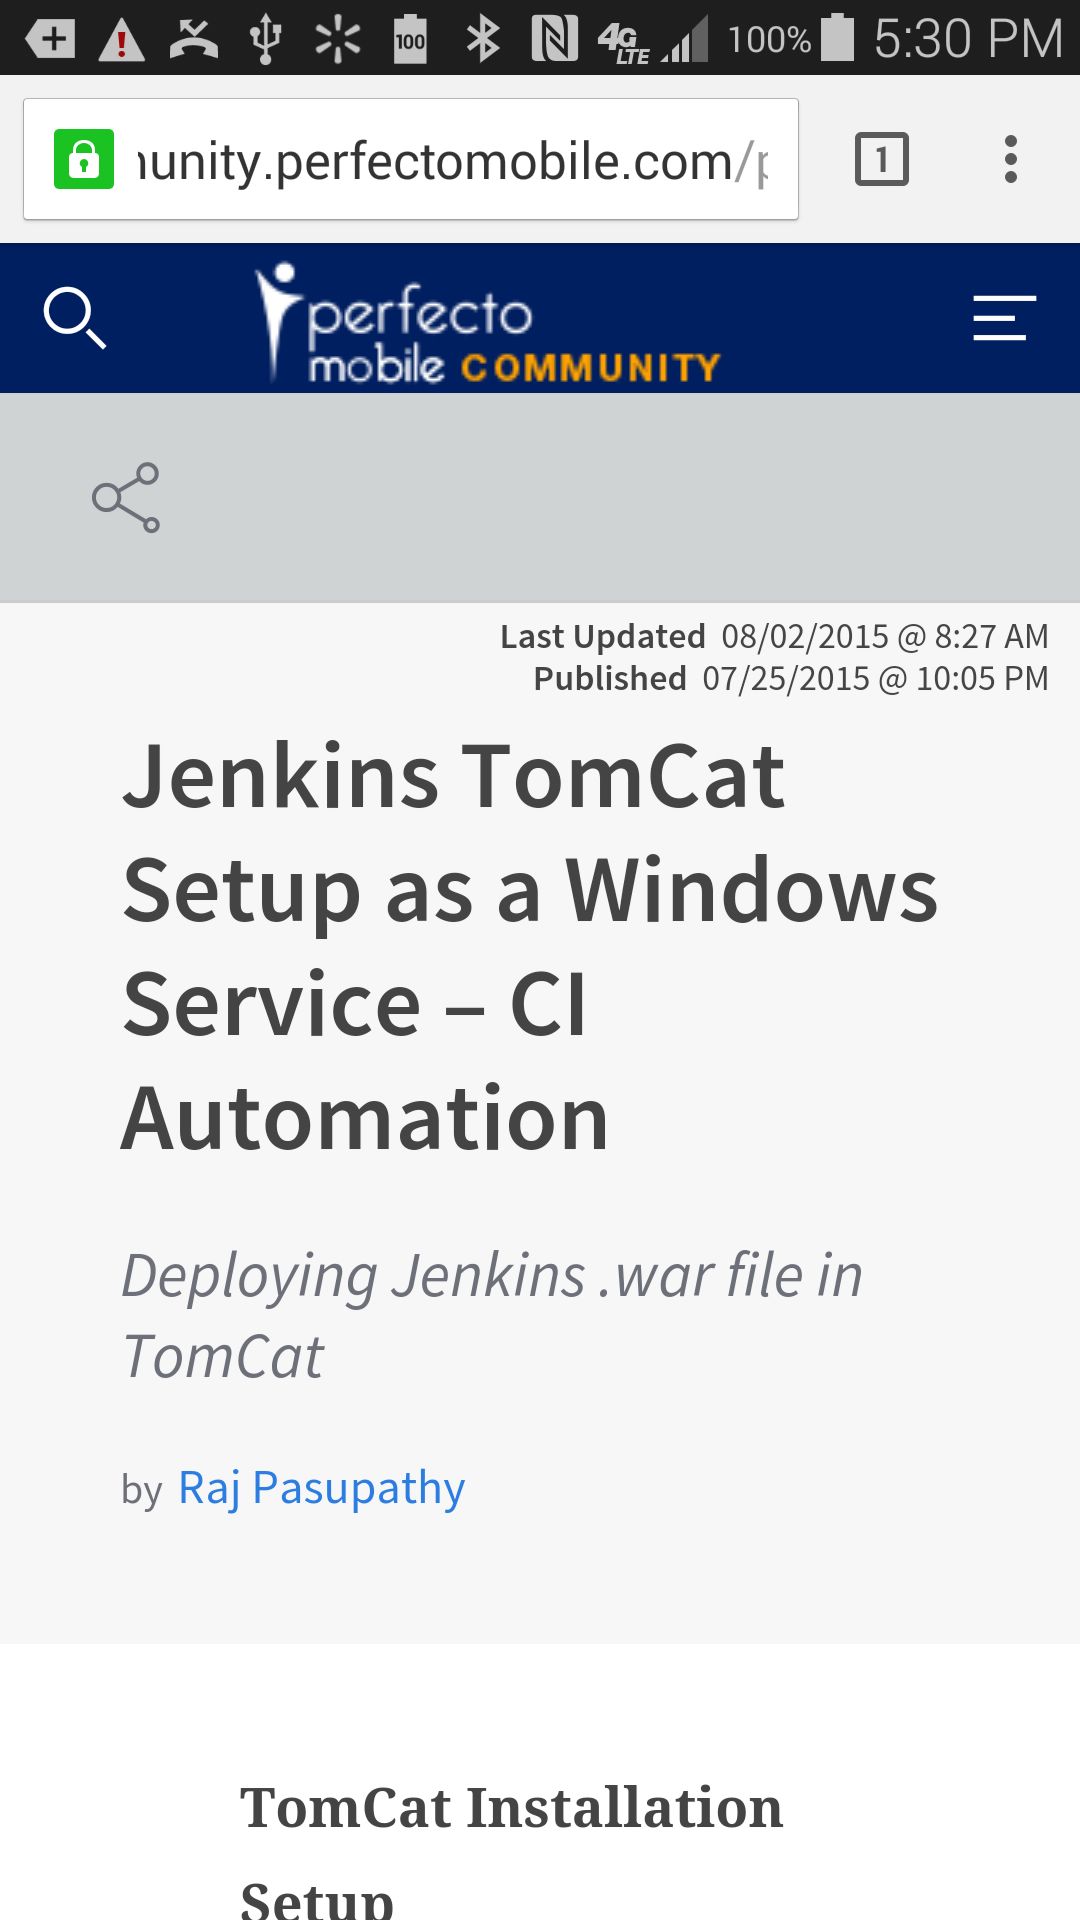 100 4G LTE 100% 5:30 PM
unity.perfectomobile.com/
1
perfecto
mobile COMMUNITY
Last Updated 08/02/2015 @ 8:27 AM
Published 07/25/2015 @ 10:05 PM
Jenkins TomCat
Setup as a Windows
Service – CI
Automation
Deploying Jenkins .war file in
TomCat
by Raj Pasupathy
TomCat Installation
Setup